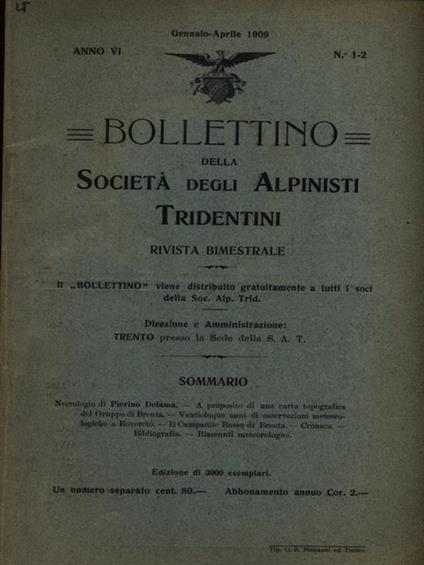 Gennaio-Aprile 1909
ANNO VI
N.° 1-2
BOLLETTINO
DELLA
SOCIETÀ DEGLI ALPINISTI
TRIDENTINI
RIVISTA BIMESTRALE
Il „BOLLETTINO” viene distribuito gratuitamente a tutti i soci
della Soc. Alp. Trid.
Direzione e Amministrazione:
TRENTO presso la Sede della S. A. T.
SOMMARIO
Necrologio di Pierino Delama. — A proposito di una carta topografica
del Gruppo di Brenta. — Venticinque anni di osservazioni meteoro-
logiche a Rovereto. — Il Campanile Basso di Brenta. — Cronaca. —
Bibliografia. — Riassunti meteorologici.
Edizione di 3000 esemplari.
Un numero separato cent. 80.— Abbonamento annuo Cor. 2.—
Tip. G. B. Monauni ed Trento